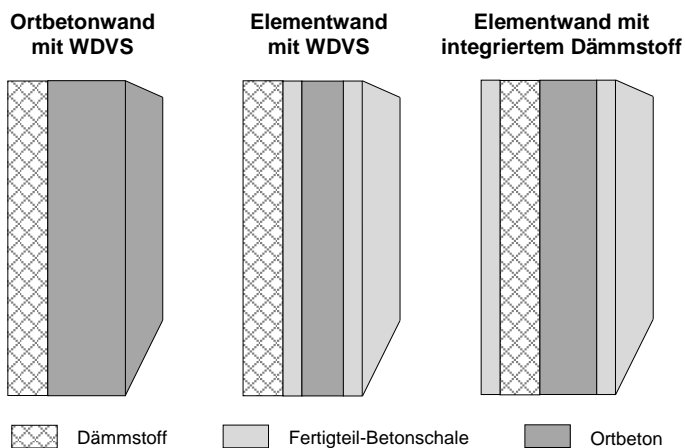 Ortbetonwand
mit WDVS
Elementwand
mit WDVS
Elementwand mit
integriertem Dämmstoff
Dämmstoff
Fertigteil-Betonschale
Ortbeton